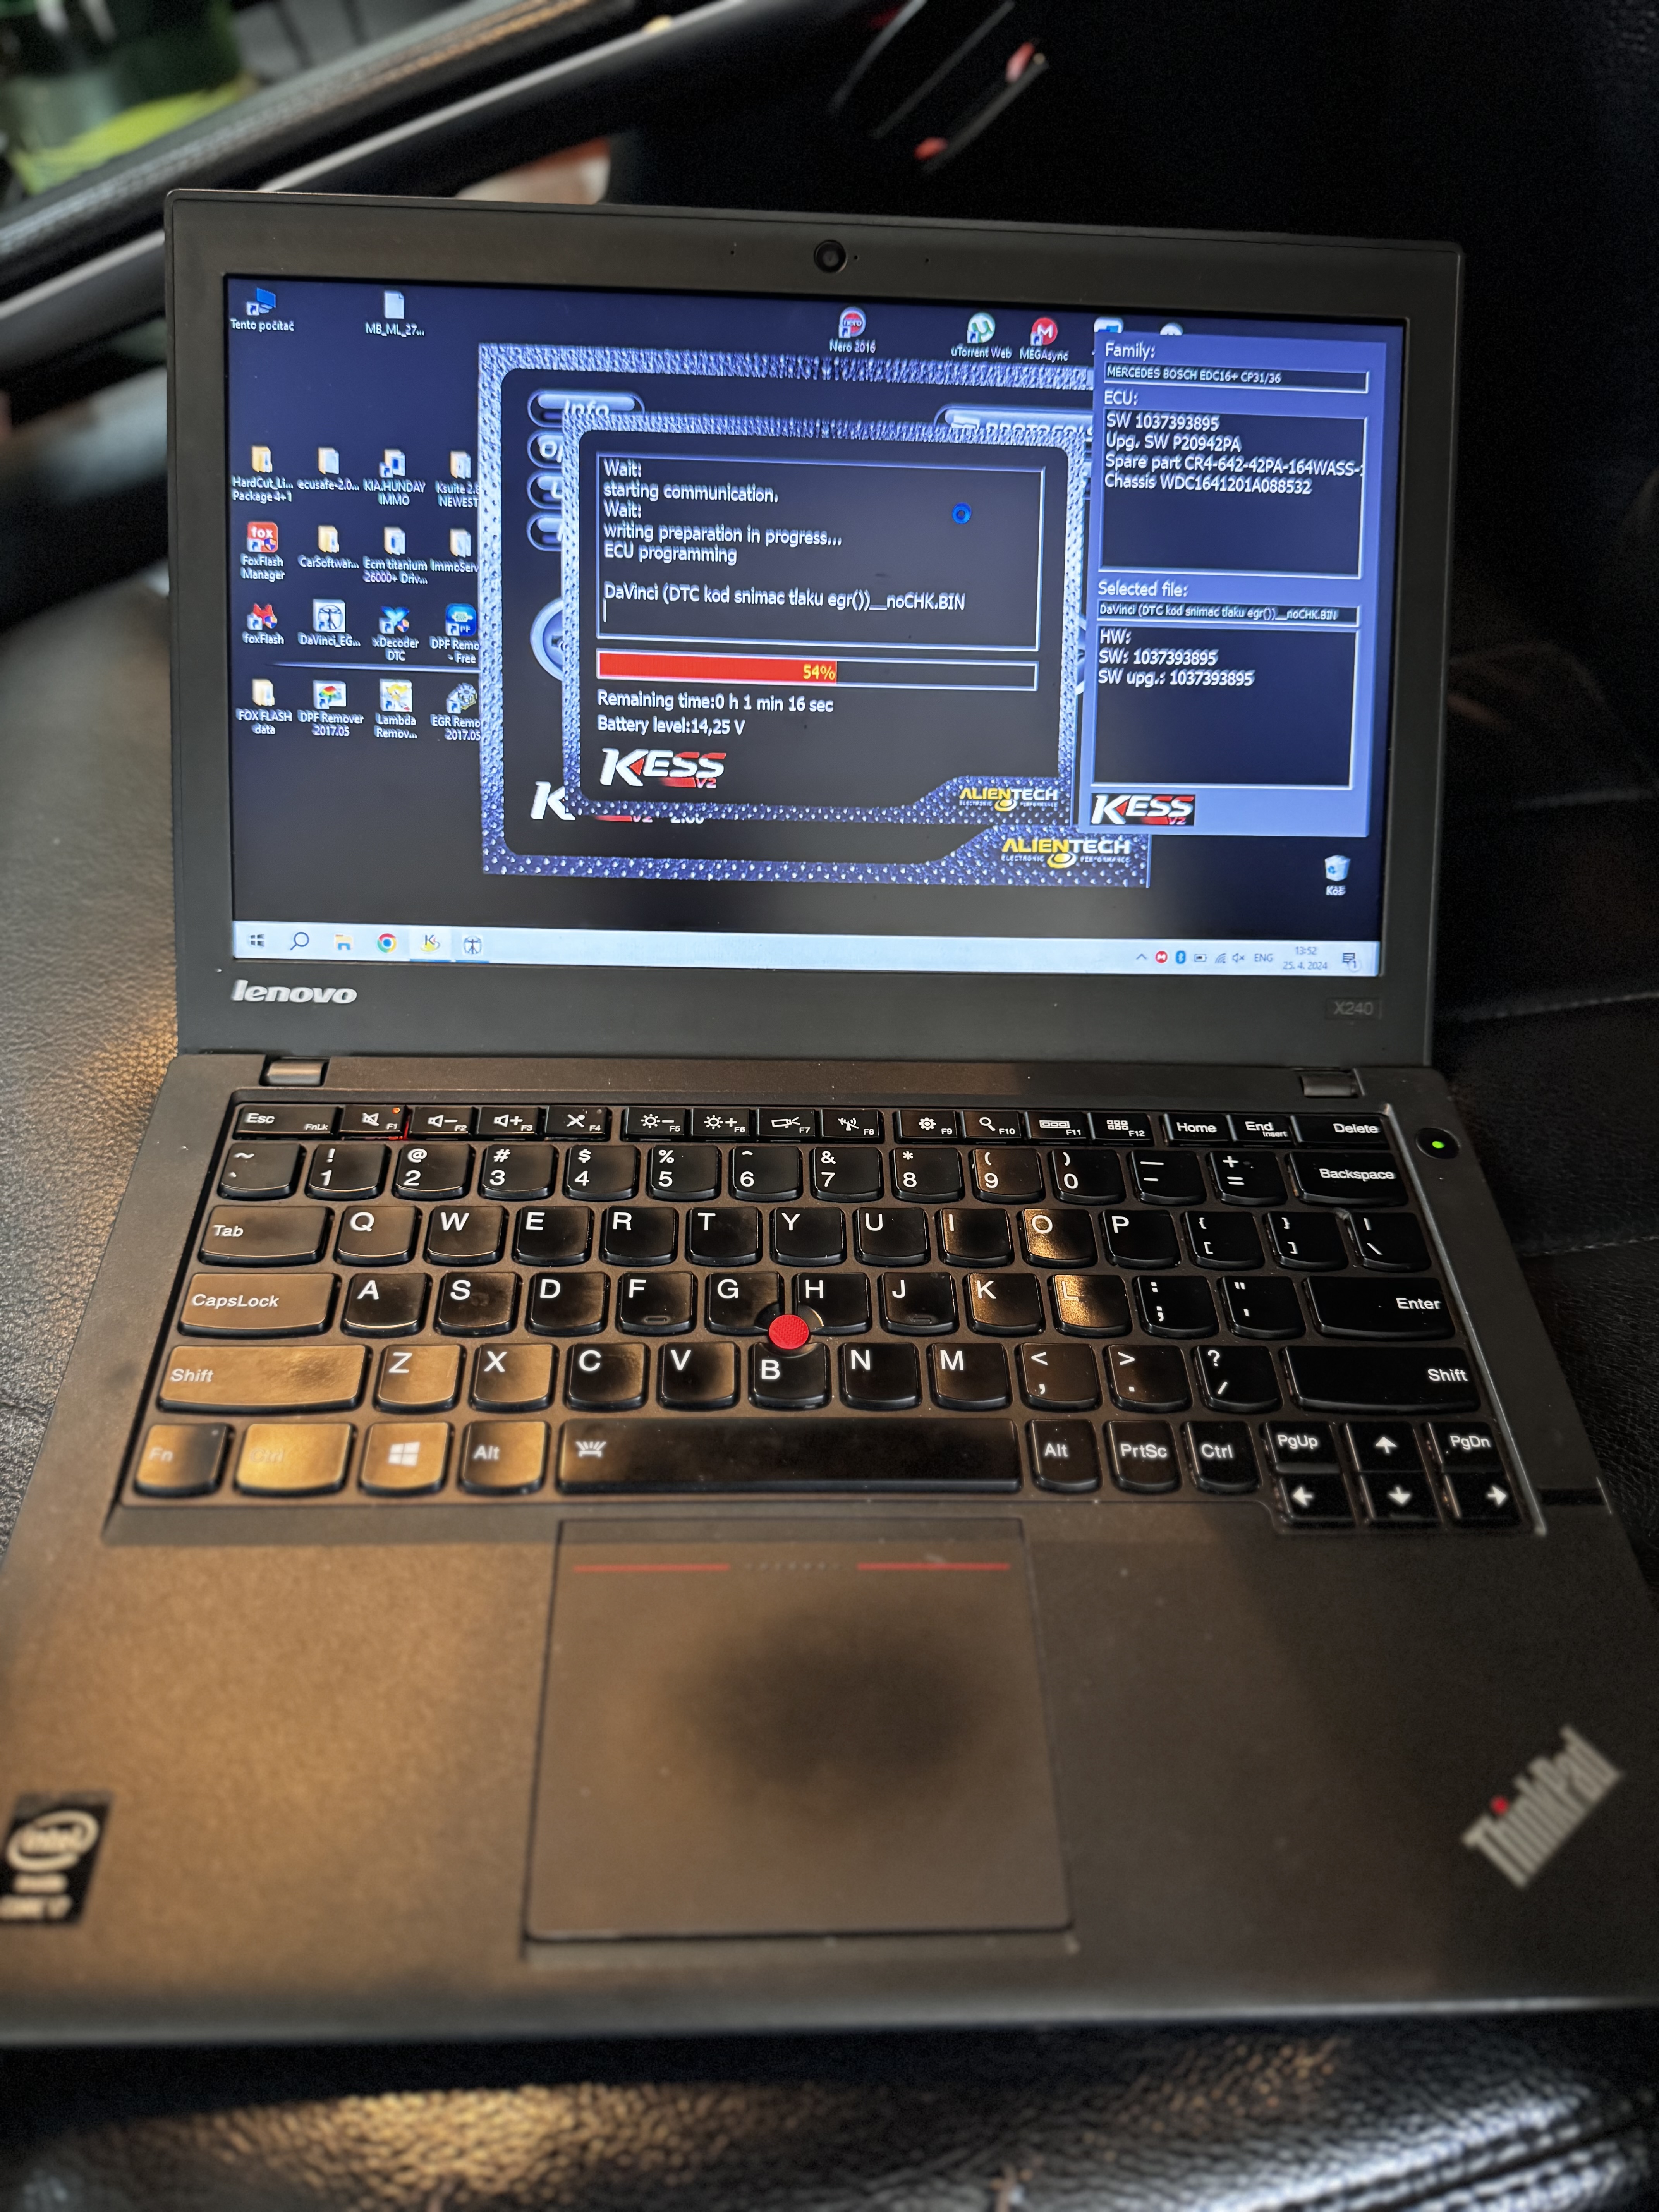 Tento počítač
MB_ML_27...
Nero 2016
uTorrent Web
MEGAsync
HardCut_Li...
Package 4+1
ecusafe-2.0...
KIA.HUNDAY
IMMO
Ksuite 2.8
NEWEST
fox
FoxFlash
Manager
CarSoftwar...
Ecm titanium
26000+ Driv...
ImmoServ
foxFlash
DaVinci_EG...
xDecoder
DTC
DPF Remo
- Free
FOX FLASH
data
DPF Remover
2017.05
Lambda
Remov...
EGR Remo
2017.05
Info
Wait:
starting communication.
Wait:
writing preparation in progress...
ECU programming
DaVinci (DTC kod snimac tlaku egr())__noCHK.BIN
54%
Remaining time:0 h 1 min 16 sec
Battery level:14,25 V
KESS V2
ALIENTECH
ELECTRONIC PERFORMANCE
ALIENTECH
ELECTRONIC PERFORMANCE
Family:
MERCEDES BOSCH EDC16+ CP31/36
ECU:
SW 1037393895
Upg. SW P20942PA
Spare part CR4-642-42PA-164WASS-
Chassis WDC1641201A088532
Selected file:
DaVinci (DTC kod snimac tlaku egr())__noCHK.BIN
HW:
SW: 1037393895
SW upg.: 1037393895
KESS V2
Koš
ENG
13:52
25. 4. 2024
lenovo
X240
Esc FnLk F1 F2 F3 F4 F5 F6 F7 F8 F9 F10 F11 F12 Home End Insert Delete
~ ` ! 1 @ 2 # 3 $ 4 % 5 ^ 6 & 7 * 8 ( 9 ) 0 — - + = Backspace
Tab Q W E R T Y U I O P { [ } ] | \
CapsLock A S D F G H J K L : ; " ' Enter
Shift Z X C V B N M < , > . ? / Shift
Fn Ctrl Alt Alt PrtSc Ctrl PgUp PgDn
ThinkPad
intel